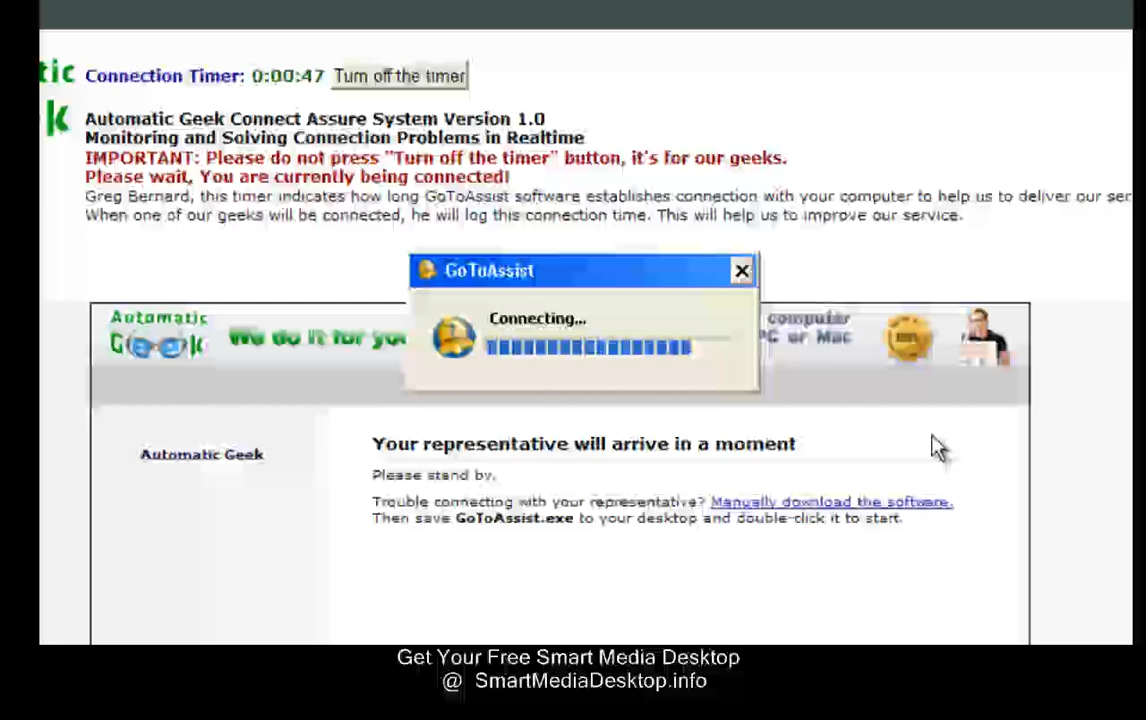 tic
Connection Timer: 0:00:47 Turn off the timer
k
Automatic Geek Connect Assure System Version 1.0
Monitoring and Solving Connection Problems in Realtime
IMPORTANT: Please do not press "Turn off the timer" button, it's for our geeks.
Please wait, You are currently being connected!
Greg Bernard, this timer indicates how long GoToAssist software establishes connection with your computer to help us to deliver our ser
When one of our geeks will be connected, he will log this connection time. This will help us to improve our service.
GoToAssist
Connecting...
Automatic
Geek
We do it for you
computer
PC or Mac
Your representative will arrive in a moment
Automatic Geek
Please stand by.
Trouble connecting with your representative? Manually download the software.
Then save GoToAssist.exe to your desktop and double-click it to start.
Get Your Free Smart Media Desktop
@ SmartMediaDesktop.info